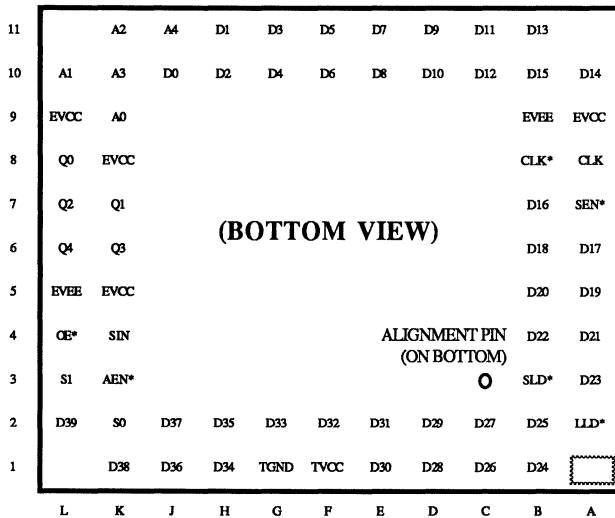 11 A2 A4 D1 D3 D5 D7 D9 D11 D13
10 A1 A3 D0 D2 D4 D6 D8 D10 D12 D15 D14
9 EVCC A0 EVEE EVCC
8 Q0 EVCC CLK* CLK
7 Q2 Q1 D16 SEN*
(BOTTOM VIEW)
6 Q4 Q3 D18 D17
5 EVEE EVCC D20 D19
4 OE* SIN ALIGNMENT PIN D22 D21
(ON BOTTOM)
3 S1 AEN* SLD* D23
2 D39 S0 D37 D35 D33 D32 D31 D29 D27 D25 LLD*
1 D38 D36 D34 TGND TVCC D30 D28 D26 D24
L K J H G F E D C B A